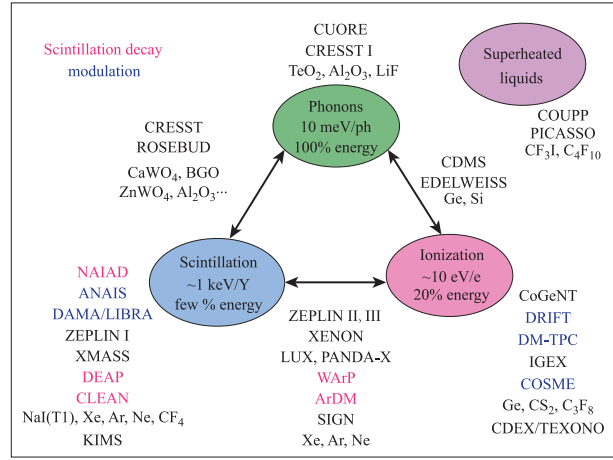 Scintillation decay
modulation
CUORE
CRESST I
TeO₂, Al₂O₃, LiF
Superheated
liquids
COUPP
PICASSO
CF₃I, C₄F₁₀
Phonons
10 meV/ph
100% energy
CRESST
ROSEBUD
CaWO₄, BGO
ZnWO₄, Al₂O₃···
CDMS
EDELWEISS
Ge, Si
Scintillation
~1 keV/Y
few % energy
Ionization
~10 eV/e
20% energy
NAIAD
ANAIS
DAMA/LIBRA
ZEPLIN I
XMASS
DEAP
CLEAN
NaI(T1), Xe, Ar, Ne, CF₄
KIMS
ZEPLIN II, III
XENON
LUX, PANDA-X
WArP
ArDM
SIGN
Xe, Ar, Ne
CoGeNT
DRIFT
DM-TPC
IGEX
COSME
Ge, CS₂, C₃F₈
CDEX/TEXONO